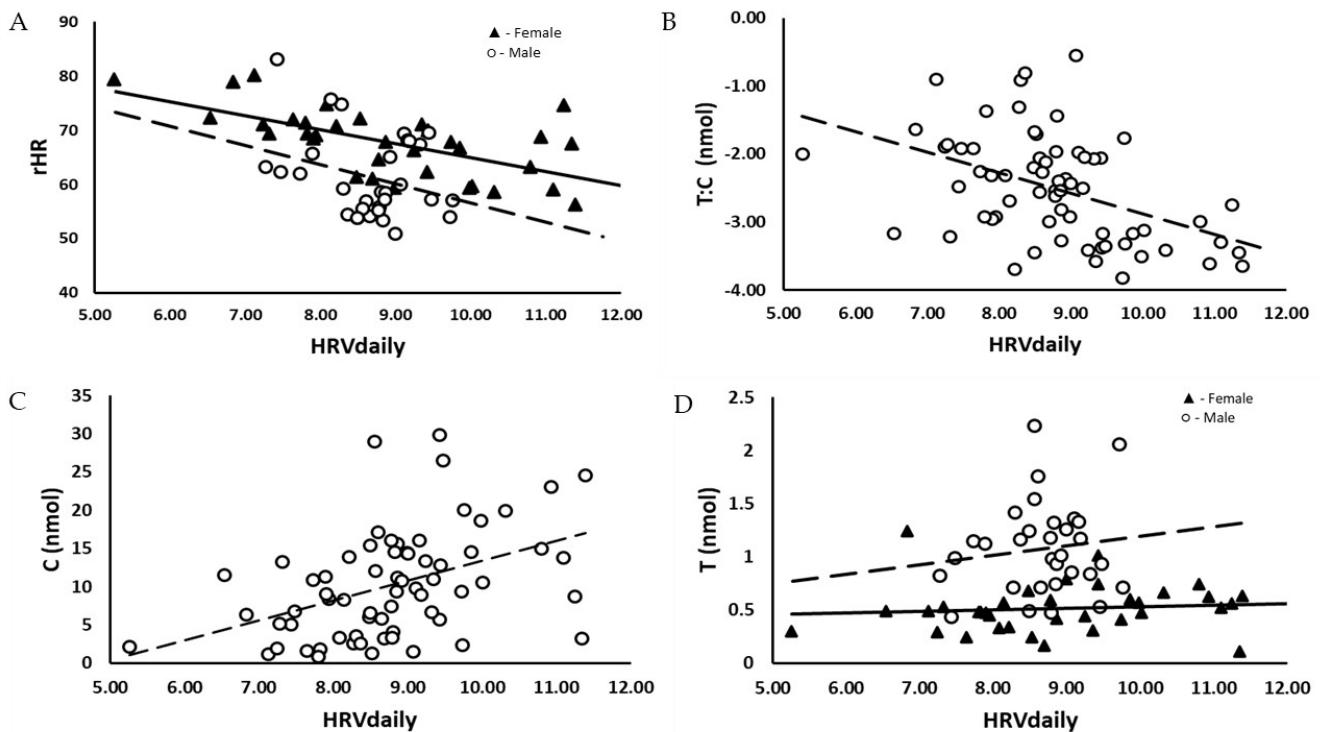 A
rHR
90
80
70
60
50
40
▲ - Female
○ - Male
5.00 6.00 7.00 8.00 9.00 10.00 11.00 12.00
HRVdaily
B
T:C (nmol)
0.00
-1.00
-2.00
-3.00
-4.00
5.00 6.00 7.00 8.00 9.00 10.00 11.00 12.00
HRVdaily
C
C (nmol)
35
30
25
20
15
10
5
0
5.00 6.00 7.00 8.00 9.00 10.00 11.00 12.00
HRVdaily
D
T (nmol)
2.5
2
1.5
1
0.5
0
▲ - Female
○ - Male
5.00 6.00 7.00 8.00 9.00 10.00 11.00 12.00
HRVdaily